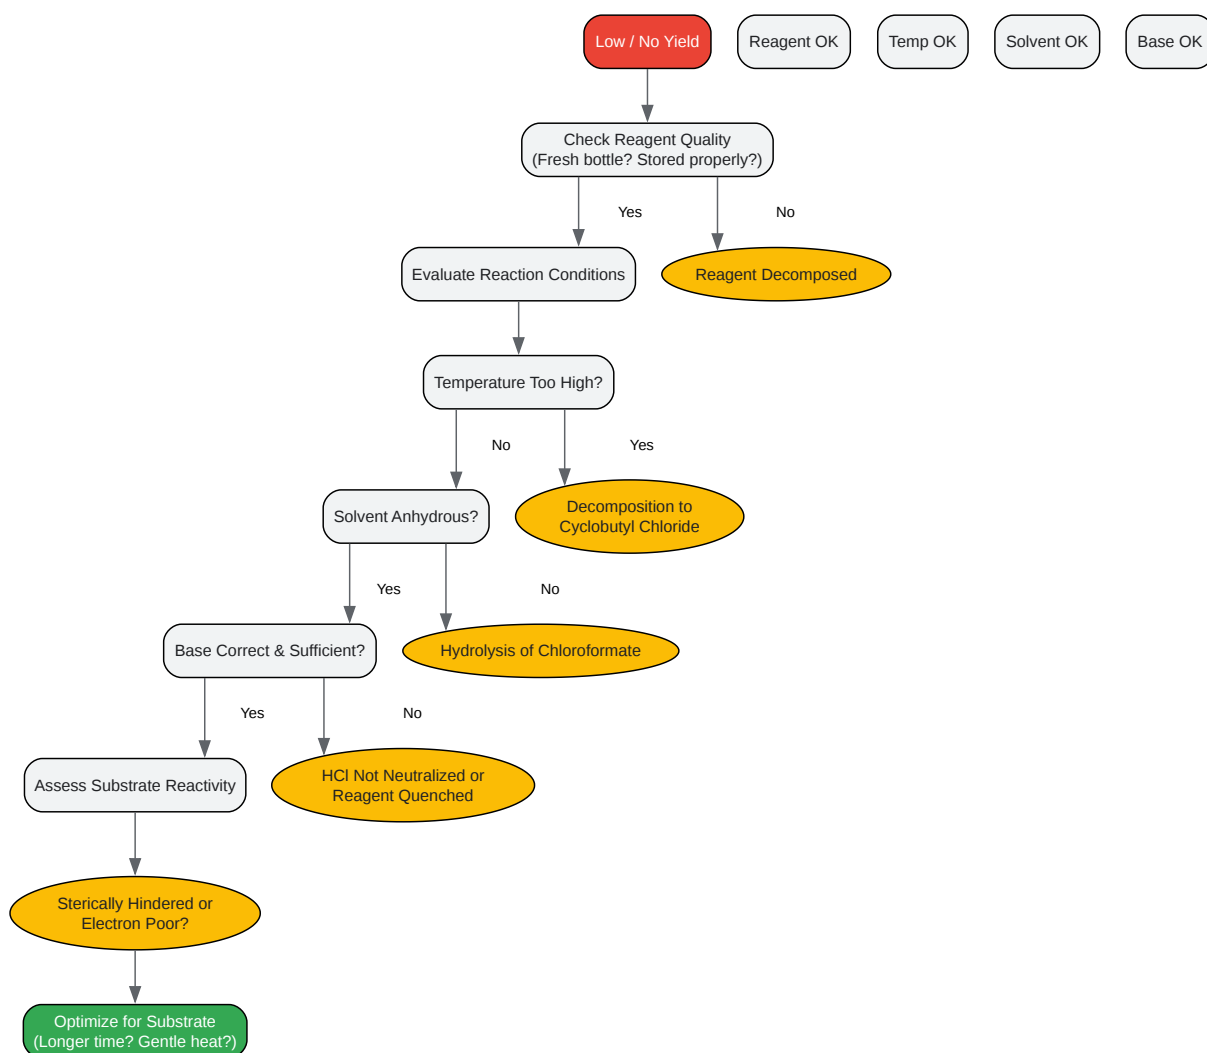 Low / No Yield
Reagent OK
Temp OK
Solvent OK
Base OK
Check Reagent Quality
(Fresh bottle? Stored properly?)
Yes
No
Evaluate Reaction Conditions
Reagent Decomposed
Temperature Too High?
No
Yes
Solvent Anhydrous?
Decomposition to
Cyclobutyl Chloride
Yes
No
Base Correct & Sufficient?
Hydrolysis of Chloroformate
Yes
No
Assess Substrate Reactivity
HCl Not Neutralized or
Reagent Quenched
Sterically Hindered or
Electron Poor?
Optimize for Substrate
(Longer time? Gentle heat?)